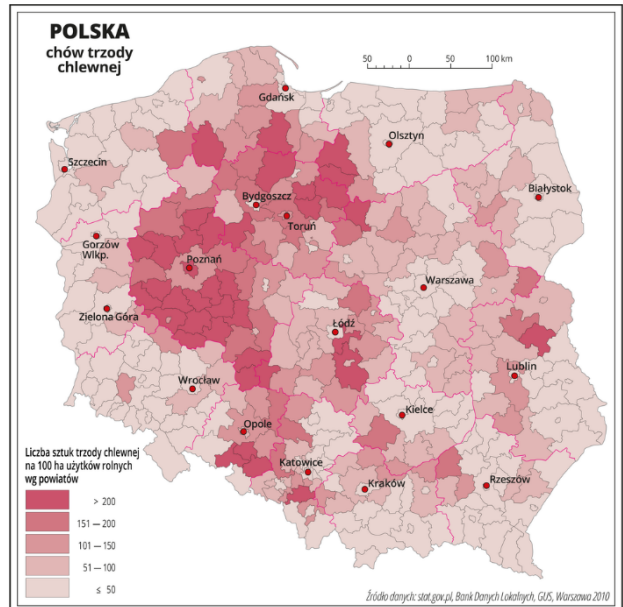 POLSKA
chów trzody
chlewnej
50 0 50 100 km
Gdańsk
Olsztyn
Szczecin
Białystok
Bydgoszcz
Toruń
Gorzów
Wlkp.
Poznań
Warszawa
Zielona Góra
Łódź
Lublin
Wrocław
Kielce
Opole
Katowice
Kraków
Rzeszów
Liczba sztuk trzody chlewnej
na 100 ha użytków rolnych
wg powiatów
> 200
151 — 200
101 — 150
51 — 100
≤ 50
Źródło danych: stat.gov.pl, Bank Danych Lokalnych, GUS, Warszawa 2010